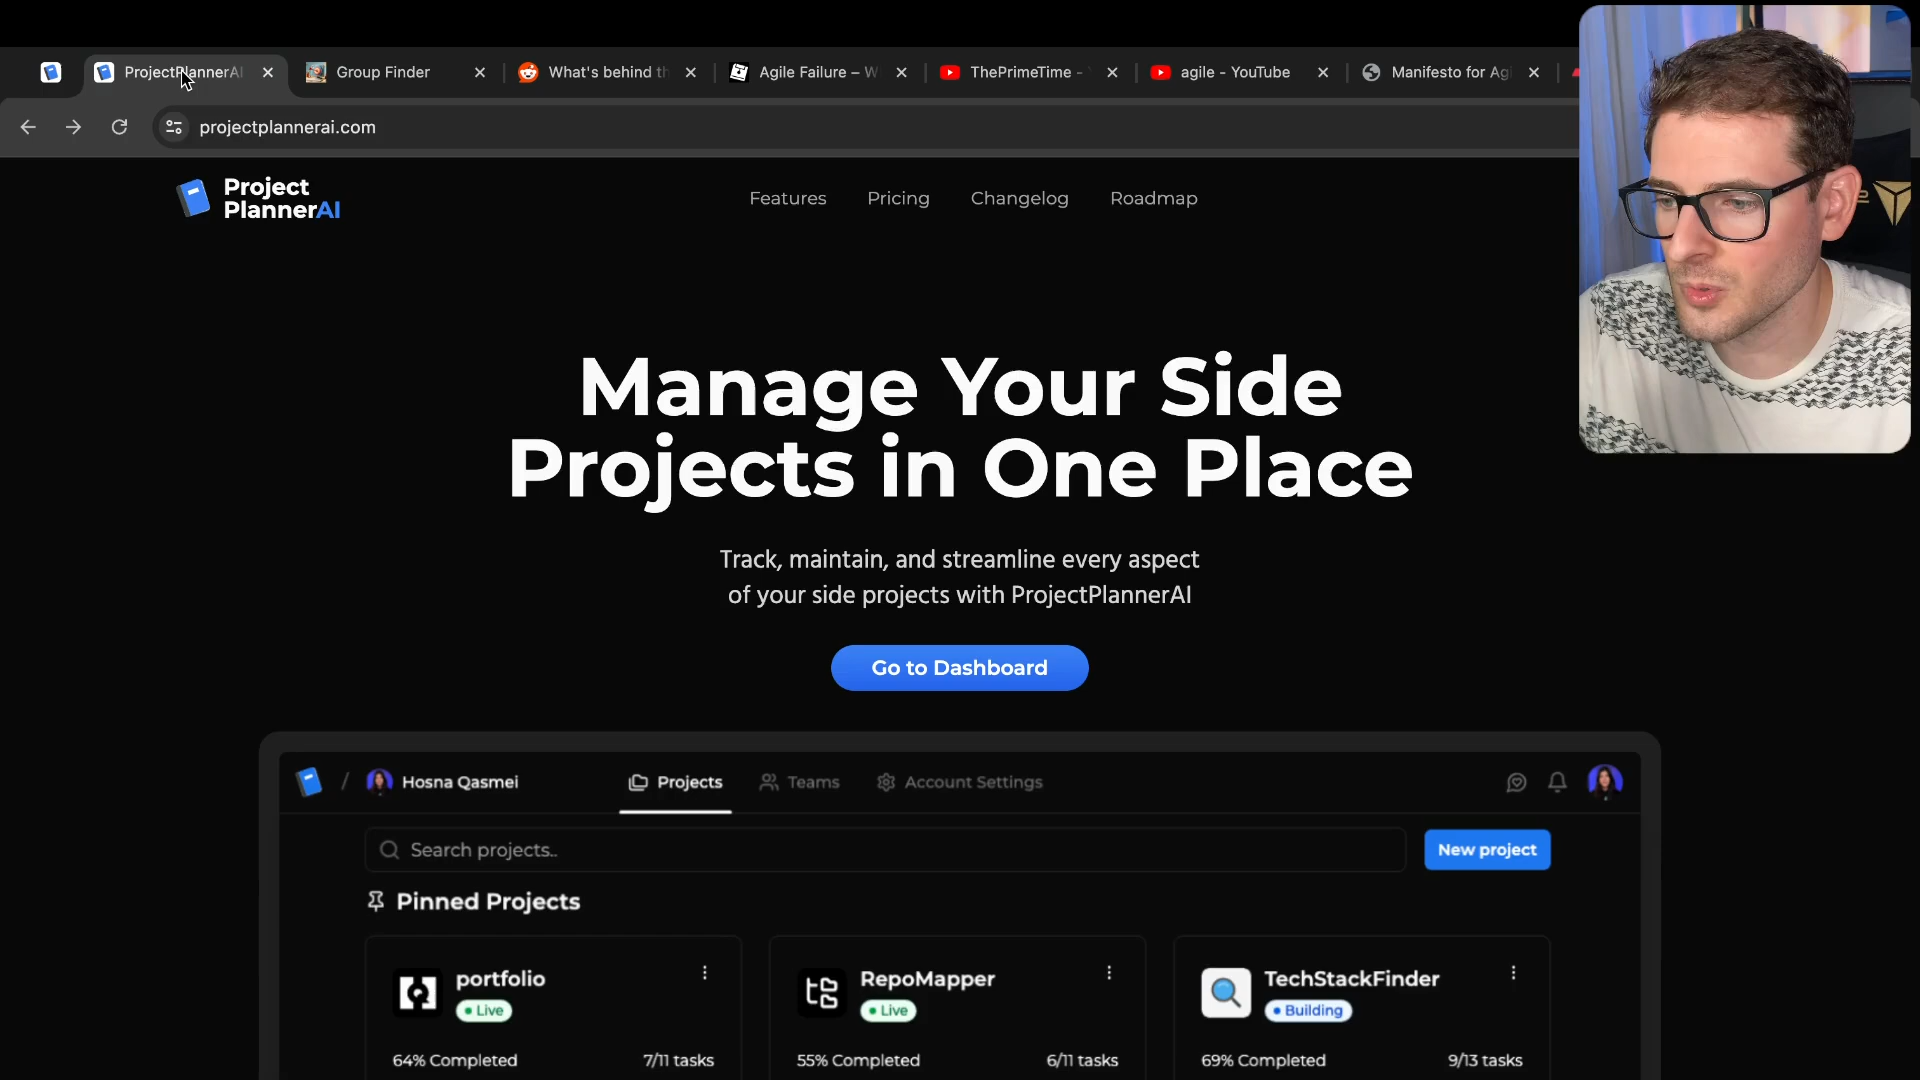 ProjectPlannerAI
Group Finder
What's behind th
Agile Failure – W
ThePrimeTime -
agile - YouTube
Manifesto for Ag
projectplannerai.com
Project
PlannerAI
Features
Pricing
Changelog
Roadmap
Manage Your Side
Projects in One Place
Track, maintain, and streamline every aspect
of your side projects with ProjectPlannerAI
Go to Dashboard
/ Hosna Qasmei
Projects
Teams
Account Settings
Search projects..
New project
Pinned Projects
portfolio
Live
64% Completed
7/11 tasks
RepoMapper
Live
55% Completed
6/11 tasks
TechStackFinder
Building
69% Completed
9/13 tasks